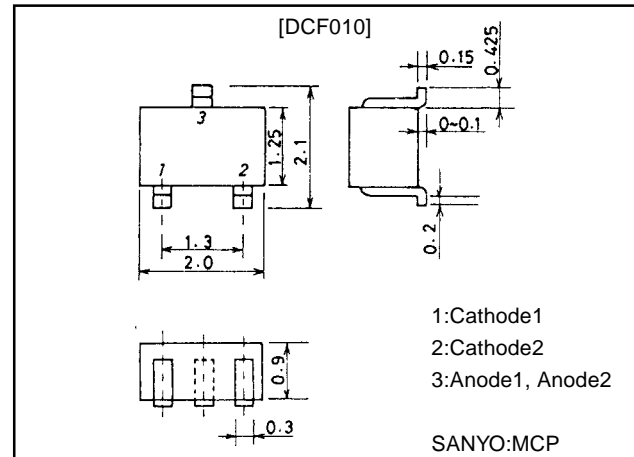 [DCF010]
0.15
0.425
3
0~0.1
1.25
2.1
1
2
1.3
2.0
0.2
1:Cathode1
2:Cathode2
3:Anode1, Anode2
0.9
0.3
SANYO:MCP